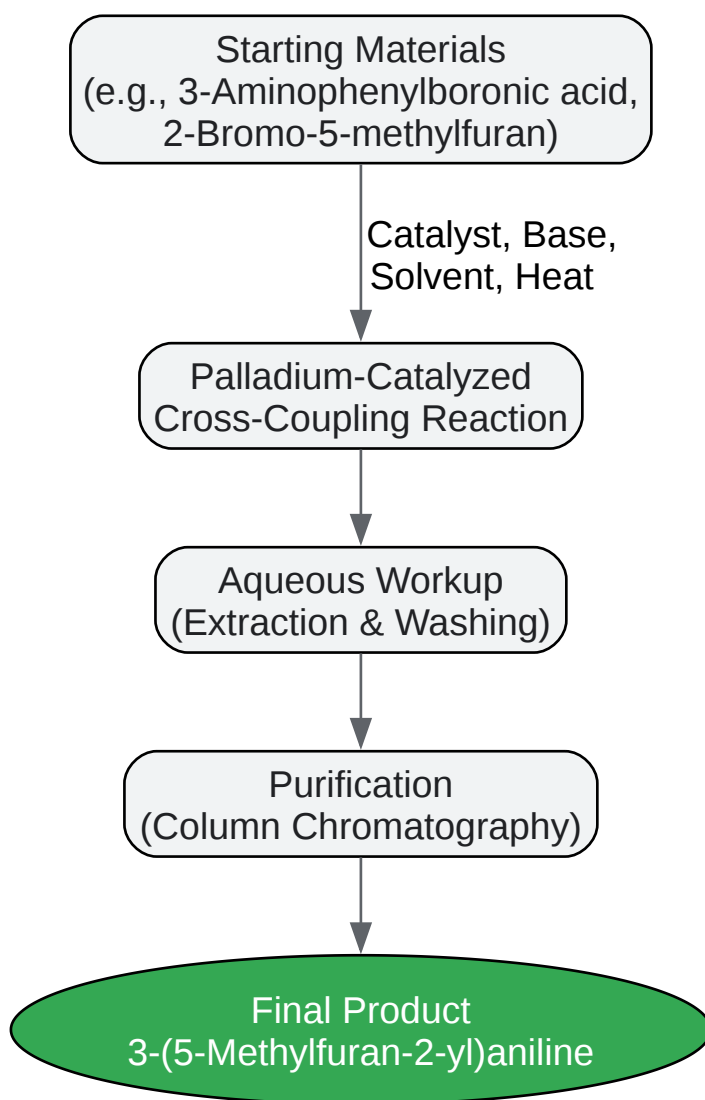 Starting Materials
(e.g., 3-Aminophenylboronic acid,
2-Bromo-5-methylfuran)
Catalyst, Base,
Solvent, Heat
Palladium-Catalyzed
Cross-Coupling Reaction
Aqueous Workup
(Extraction & Washing)
Purification
(Column Chromatography)
Final Product
3-(5-Methylfuran-2-yl)aniline